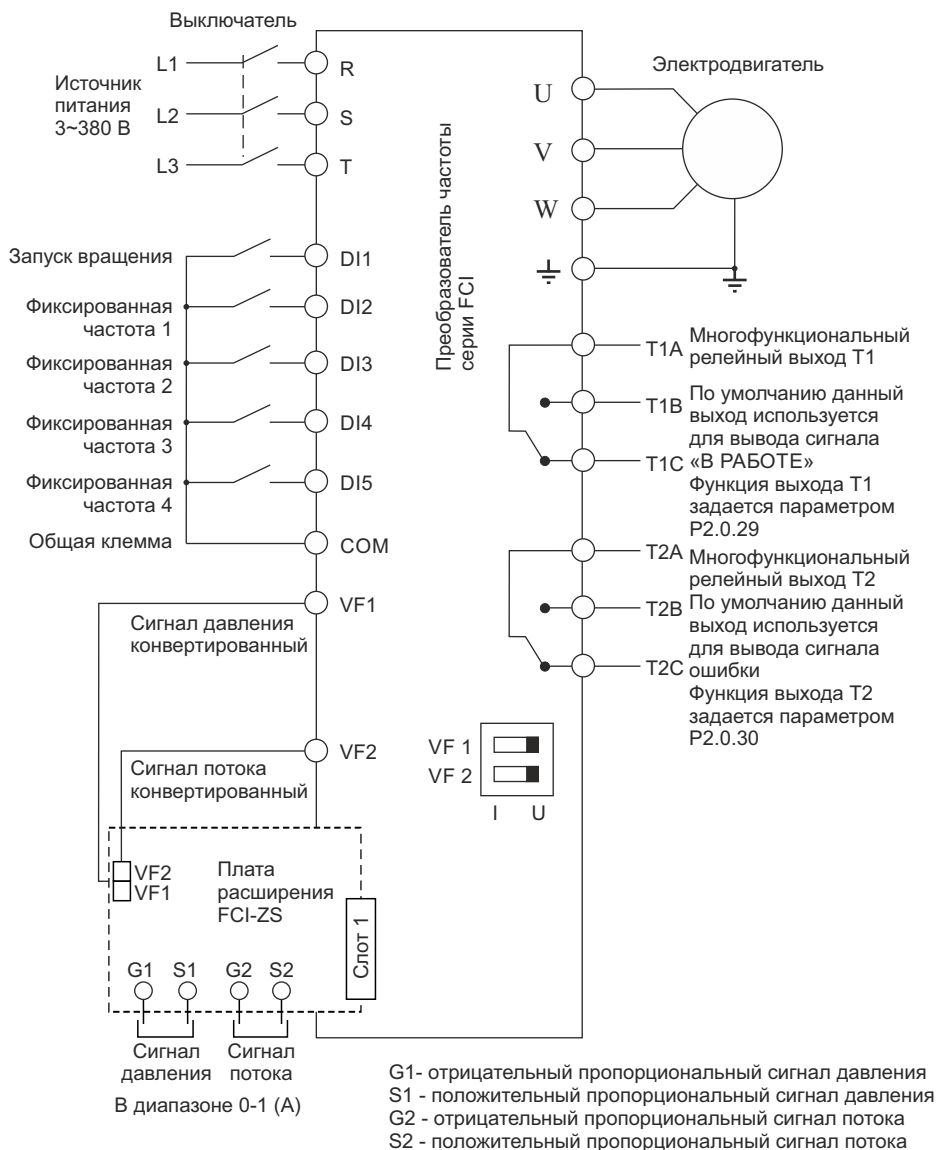 Выключатель
L1
R
Источник
питания
3~380 В
L2
S
L3
T
Преобразователь частоты
серии FCI
Электродвигатель
U
V
W
Запуск вращения
DI1
Фиксированная
частота 1
DI2
Фиксированная
частота 2
DI3
Фиксированная
частота 3
DI4
Фиксированная
частота 4
DI5
Общая клемма
COM
T1A
Многофункциональный
релейный выход T1
T1B
По умолчанию данный
выход используется
для вывода сигнала
T1C
«В РАБОТЕ»
Функция выхода T1
задается параметром
P2.0.29
T2A
Многофункциональный
релейный выход T2
T2B
По умолчанию данный
выход используется
для вывода сигнала
T2C
ошибки
Функция выхода T2
задается параметром
P2.0.30
VF1
Сигнал давления
конвертированный
VF2
Сигнал потока
конвертированный
VF 1
VF 2
I U
VF2
VF1
Плата
расширения
FCI-ZS
Слот 1
G1 S1 G2 S2
Сигнал
давления
Сигнал
потока
В диапазоне 0-1 (А)
G1- отрицательный пропорциональный сигнал давления
S1 - положительный пропорциональный сигнал давления
G2 - отрицательный пропорциональный сигнал потока
S2 - положительный пропорциональный сигнал потока